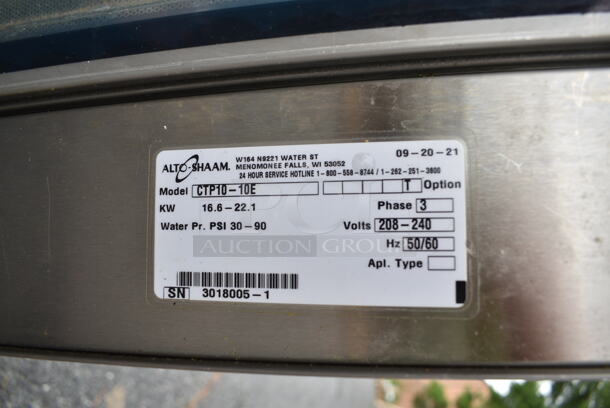 ALTO-SHAAM. W164 N9221 WATER ST 09-20-21
MENOMONEE FALLS, WI 53052
24 HOUR SERVICE HOTLINE 1-800-558-8744 / 1-262-251-3800
Model CTP10-10E T Option
KW 16.6-22.1 Phase 3
Water Pr. PSI 30-90 Volts 208-240
AUCTION GROUP
Hz 50/60
Apl. Type
SN 3018005-1